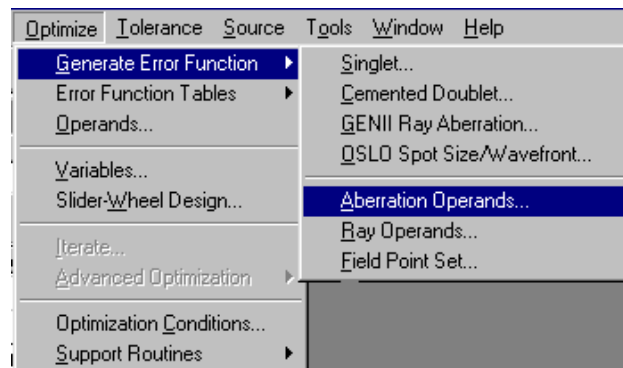 Optimize Tolerance Source Tools Window Help
Generate Error Function
Error Function Tables
Operands...
Variables...
Slider-Wheel Design...
Iterate...
Advanced Optimization
Optimization Conditions...
Support Routines
Singlet...
Cemented Doublet...
GENII Ray Aberration...
OSLO Spot Size/Wavefront...
Aberration Operands...
Ray Operands...
Field Point Set...